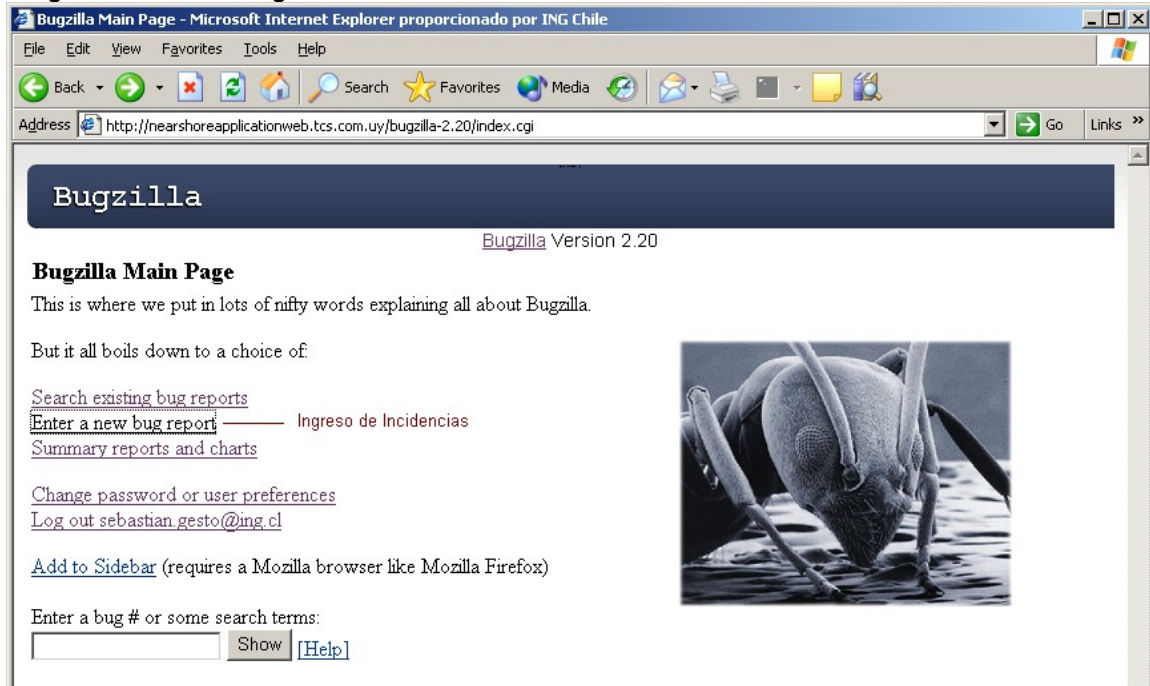 Bugzilla Main Page - Microsoft Internet Explorer proporcionado por ING Chile
File Edit View Favorites Tools Help
Back Search Favorites Media
Address http://nearshoreapplicationweb.tcs.com.uy/bugzilla-2.20/index.cgi Go Links »
Bugzilla
Bugzilla Version 2.20
Bugzilla Main Page
This is where we put in lots of nifty words explaining all about Bugzilla.
But it all boils down to a choice of:
Search existing bug reports
Enter a new bug report Ingreso de Incidencias
Summary reports and charts
Change password or user preferences
Log out sebastian.gesto@ing.cl
Add to Sidebar (requires a Mozilla browser like Mozilla Firefox)
Enter a bug # or some search terms:
Show [Help]